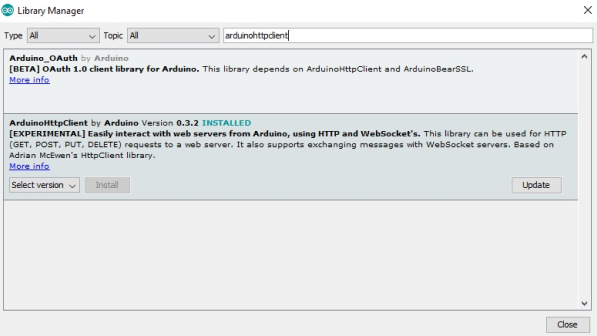 Library Manager
Type All Topic All arduinohttpclient
Arduino_OAuth by Arduino
[BETA] OAuth 1.0 client library for Arduino. This library depends on ArduinoHttpClient and ArduinoBearSSL.
More info
ArduinoHttpClient by Arduino Version 0.3.2 INSTALLED
[EXPERIMENTAL] Easily interact with web servers from Arduino, using HTTP and WebSocket's. This library can be used for HTTP
(GET, POST, PUT, DELETE) requests to a web server. It also supports exchanging messages with WebSocket servers. Based on
Adrian McEwen's HttpClient library.
More info
Select version Install Update
Close